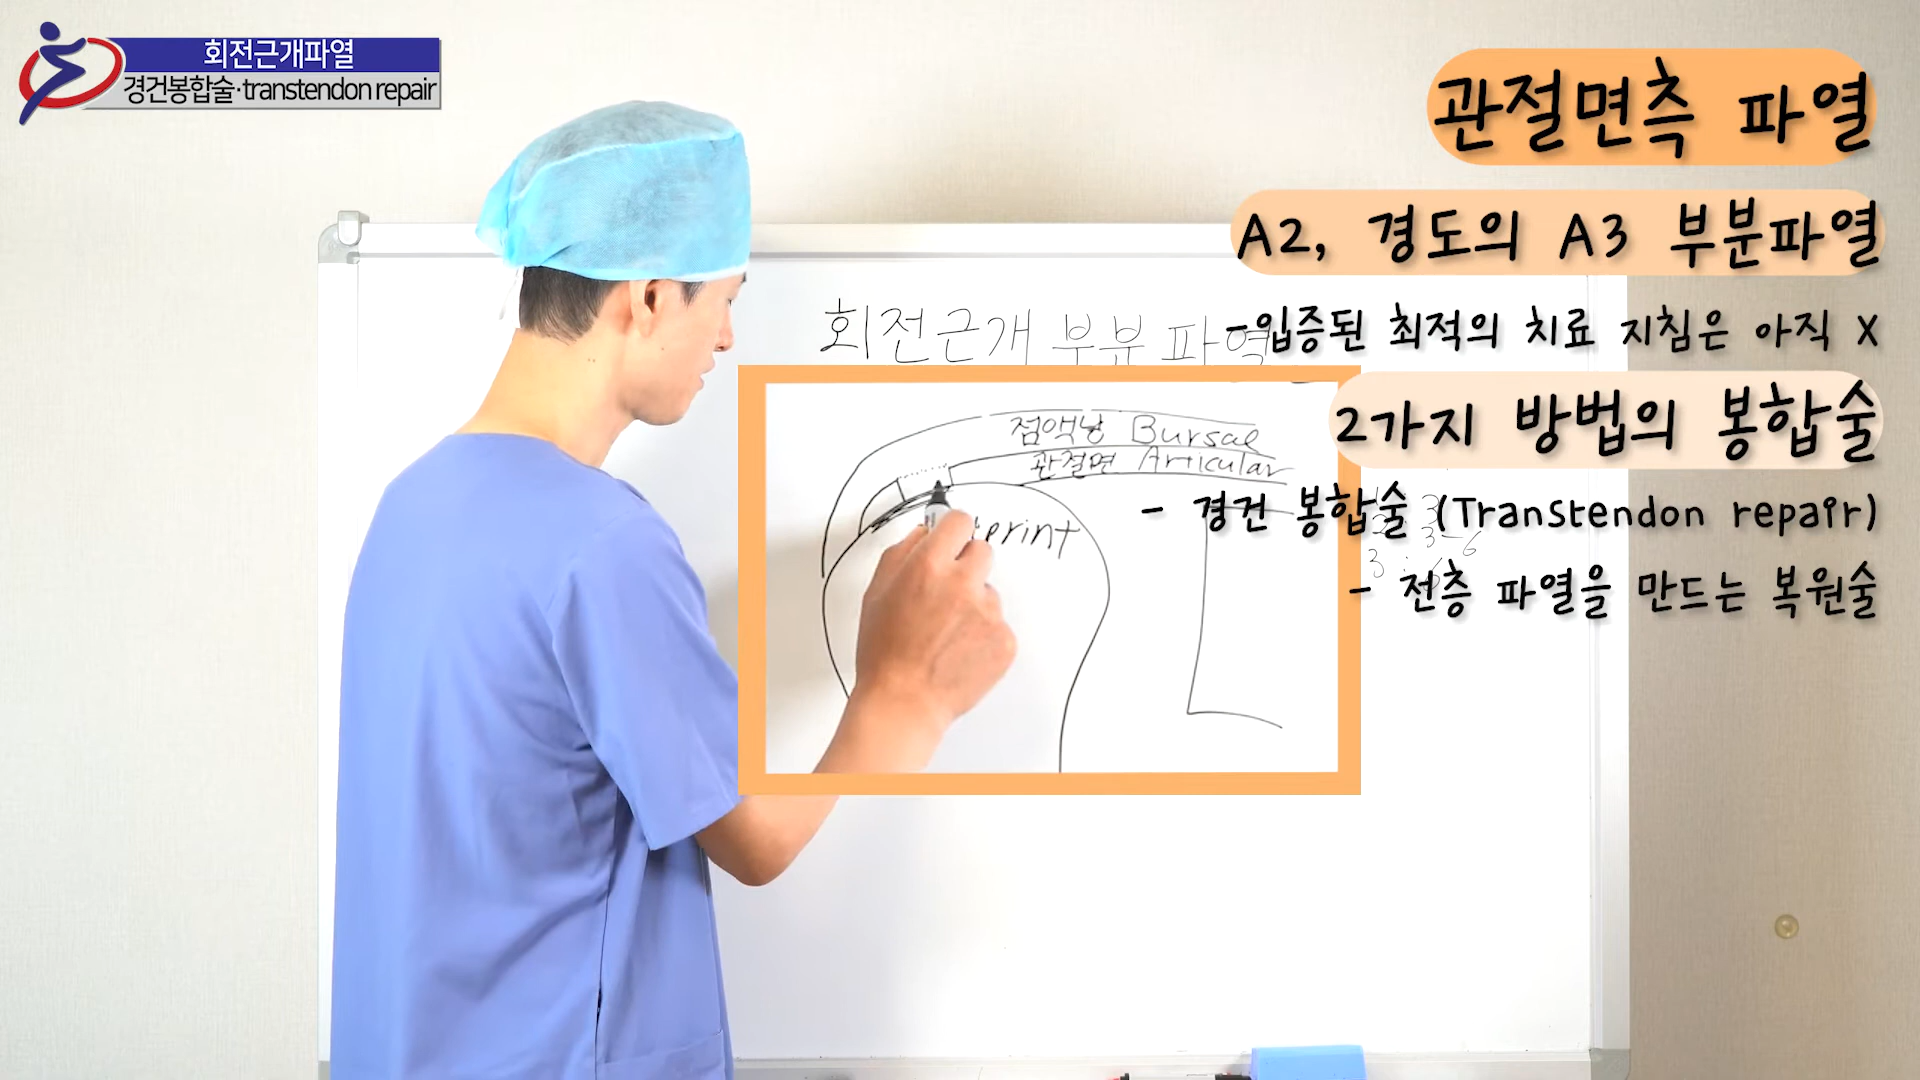 회전근개파열
경건봉합술·transtendon repair
관절면측 파열
A2, 경도의 A3 부분파열
-입증된 최적의 치료 지침은 아직 X
2가지 방법의 봉합술
- 경건 봉합술 (Transtendon repair)
- 전층 파열을 만드는 복원술
회전근개 부분 파열
점액낭 Bursal
관절면 Articular
print
3
3-6
3